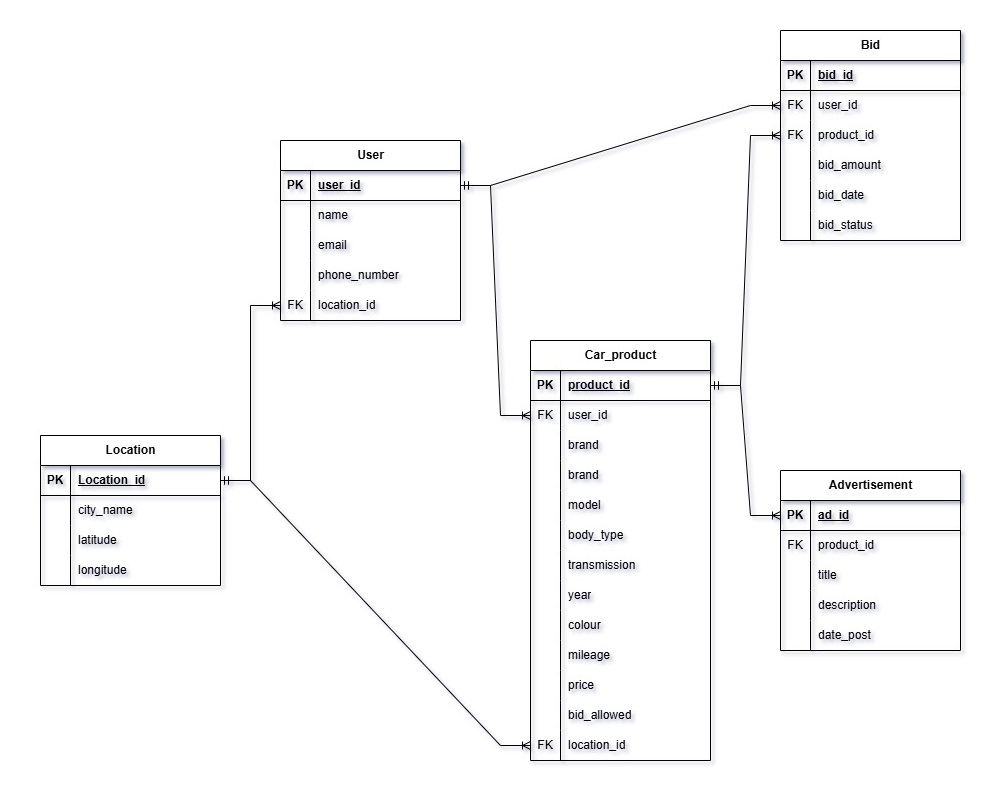 Bid
PK bid_id
FK user_id
FK product_id
bid_amount
bid_date
bid_status
User
PK user_id
name
email
phone_number
FK location_id
Car_product
PK product_id
FK user_id
brand
brand
model
body_type
transmission
year
colour
mileage
price
bid_allowed
FK location_id
Location
PK Location_id
city_name
latitude
longitude
Advertisement
PK ad_id
FK product_id
title
description
date_post